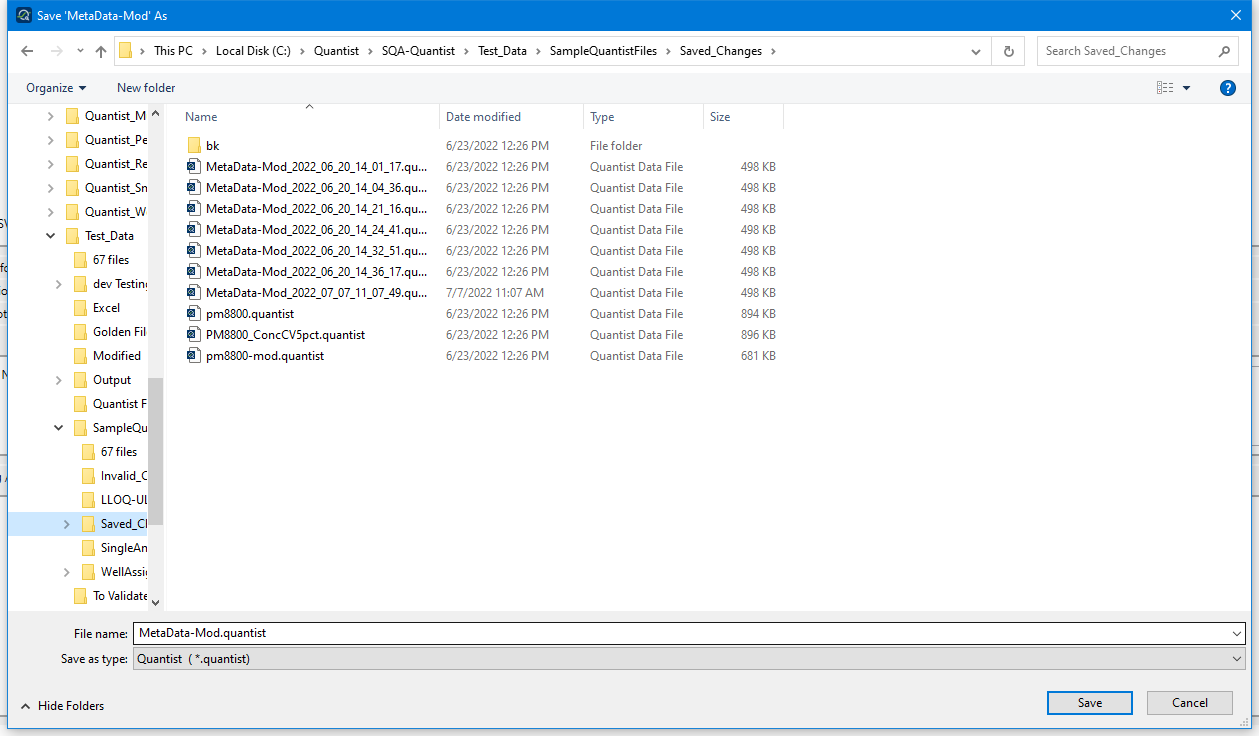 Save 'MetaData-Mod' As
This PC > Local Disk (C:) > Quantist > SQA-Quantist > Test_Data > SampleQuantistFiles > Saved_Changes >
Search Saved_Changes
Organize
New folder
Quantist_M
Quantist_Pe
Quantist_Re
Quantist_Sn
Quantist_W
Test_Data
67 files
dev Testing
Excel
Golden Fil
Modified
Output
Quantist F
SampleQu
67 files
Invalid_C
LLOQ-UL
Saved_Cl
SingleAn
WellAssig
To Validate
Name Date modified Type Size
bk 6/23/2022 12:26 PM File folder
MetaData-Mod_2022_06_20_14_01_17.qu... 6/23/2022 12:26 PM Quantist Data File 498 KB
MetaData-Mod_2022_06_20_14_04_36.qu... 6/23/2022 12:26 PM Quantist Data File 498 KB
MetaData-Mod_2022_06_20_14_21_16.qu... 6/23/2022 12:26 PM Quantist Data File 498 KB
MetaData-Mod_2022_06_20_14_24_41.qu... 6/23/2022 12:26 PM Quantist Data File 498 KB
MetaData-Mod_2022_06_20_14_32_51.qu... 6/23/2022 12:26 PM Quantist Data File 498 KB
MetaData-Mod_2022_06_20_14_36_17.qu... 6/23/2022 12:26 PM Quantist Data File 498 KB
MetaData-Mod_2022_07_07_11_07_49.qu... 7/7/2022 11:07 AM Quantist Data File 498 KB
pm8800.quantist 6/23/2022 12:26 PM Quantist Data File 894 KB
PM8800_ConcCV5pct.quantist 6/23/2022 12:26 PM Quantist Data File 896 KB
pm8800-mod.quantist 6/23/2022 12:26 PM Quantist Data File 681 KB
File name: MetaData-Mod.quantist
Save as type: Quantist ( *.quantist)
Hide Folders
Save
Cancel